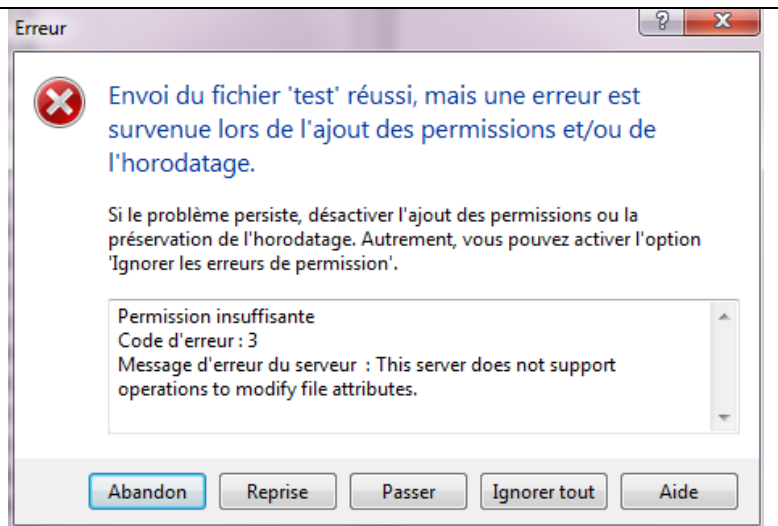 Erreur
Envoi du fichier 'test' réussi, mais une erreur est
survenue lors de l'ajout des permissions et/ou de
l'horodatage.
Si le problème persiste, désactiver l'ajout des permissions ou la
préservation de l'horodatage. Autrement, vous pouvez activer l'option
'Ignorer les erreurs de permission'.
Permission insuffisante
Code d'erreur : 3
Message d'erreur du serveur : This server does not support
operations to modify file attributes.
Abandon Reprise Passer Ignorer tout Aide